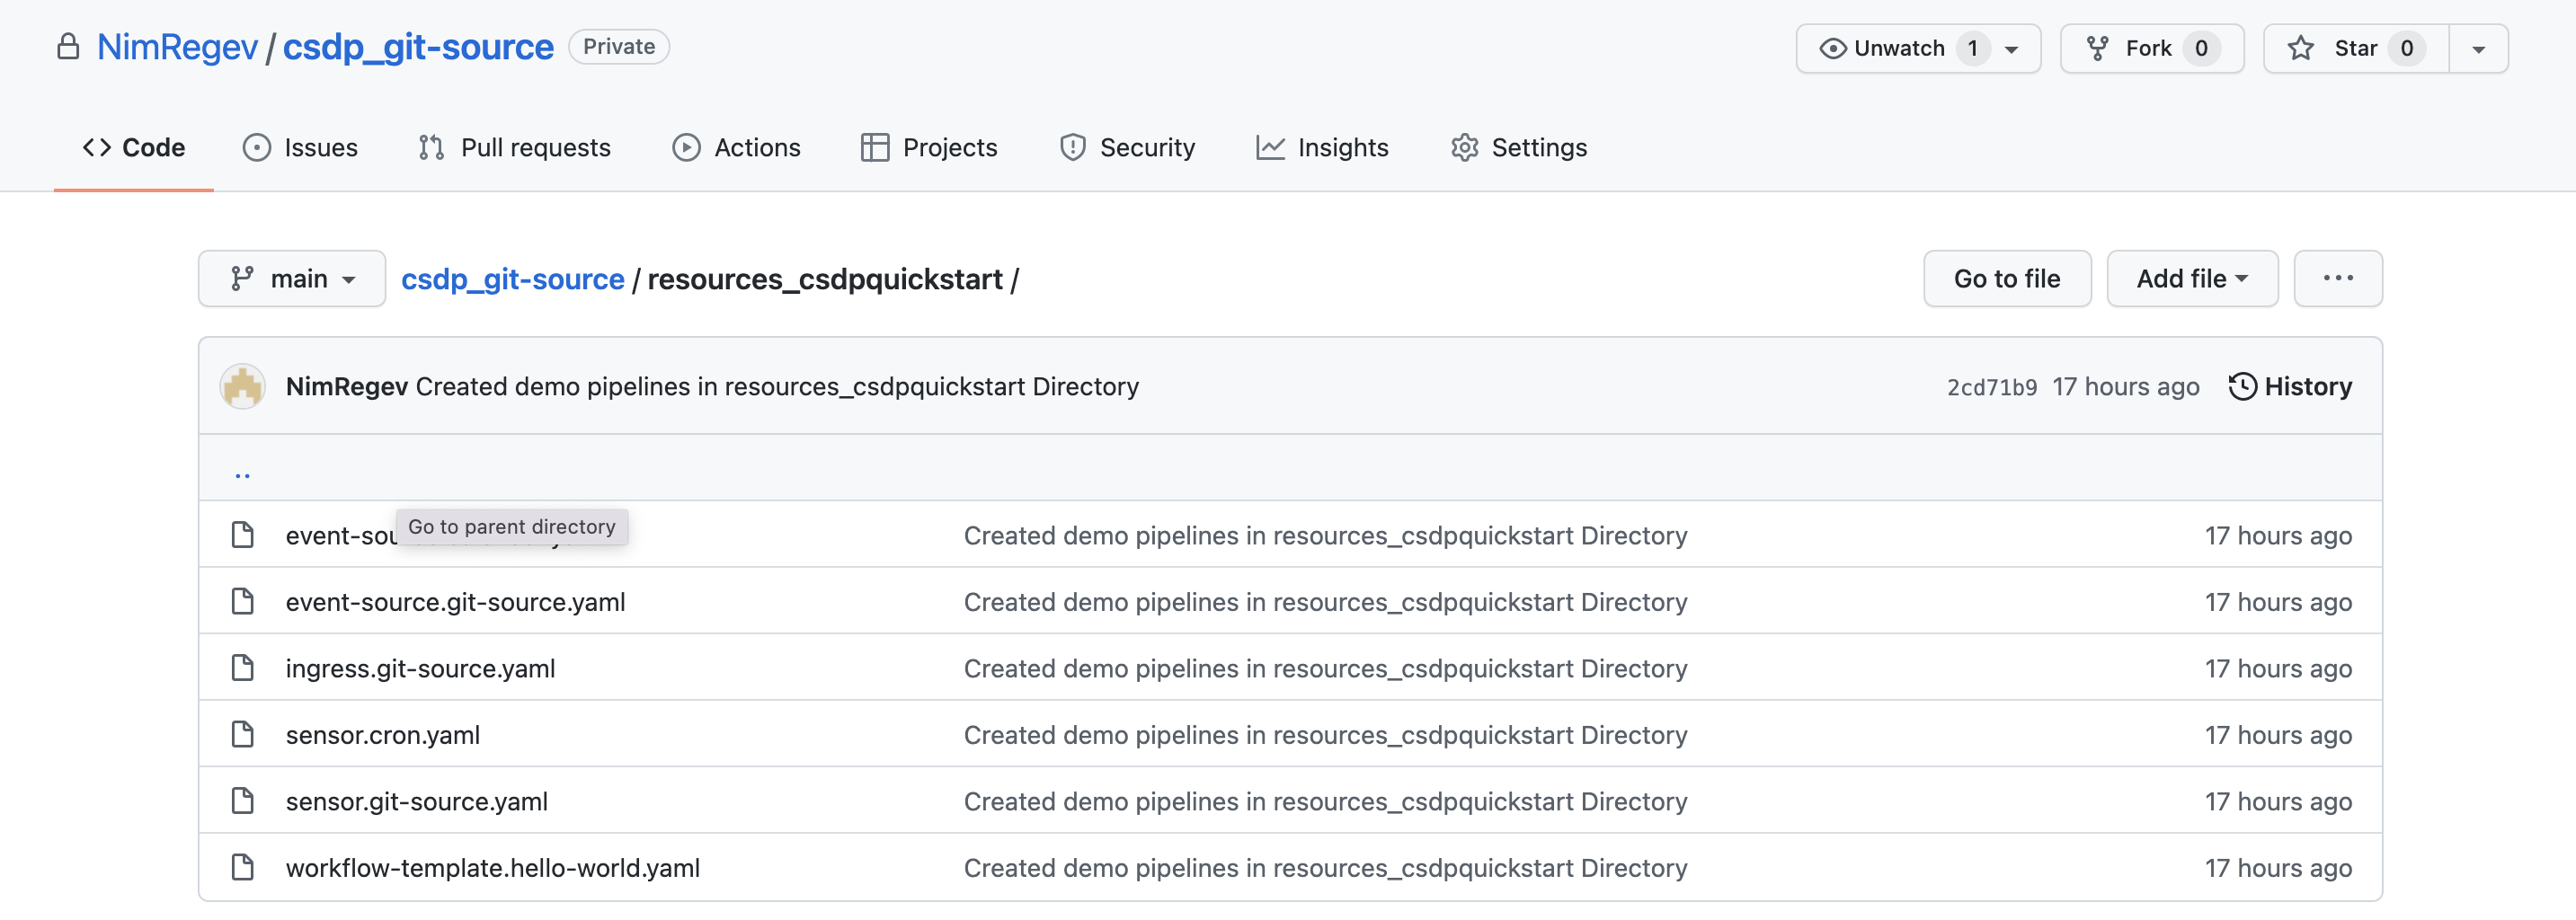 NimRegev / csdp_git-source Private
Unwatch 1
Fork 0
Star 0
Code Issues Pull requests Actions Projects Security Insights Settings
main
csdp_git-source / resources_csdpquickstart /
Go to file
Add file
...
NimRegev Created demo pipelines in resources_csdpquickstart Directory 2cd71b9 17 hours ago History
..
Go to parent directory
Created demo pipelines in resources_csdpquickstart Directory 17 hours ago
event-source.git-source.yaml Created demo pipelines in resources_csdpquickstart Directory 17 hours ago
ingress.git-source.yaml Created demo pipelines in resources_csdpquickstart Directory 17 hours ago
sensor.cron.yaml Created demo pipelines in resources_csdpquickstart Directory 17 hours ago
sensor.git-source.yaml Created demo pipelines in resources_csdpquickstart Directory 17 hours ago
workflow-template.hello-world.yaml Created demo pipelines in resources_csdpquickstart Directory 17 hours ago